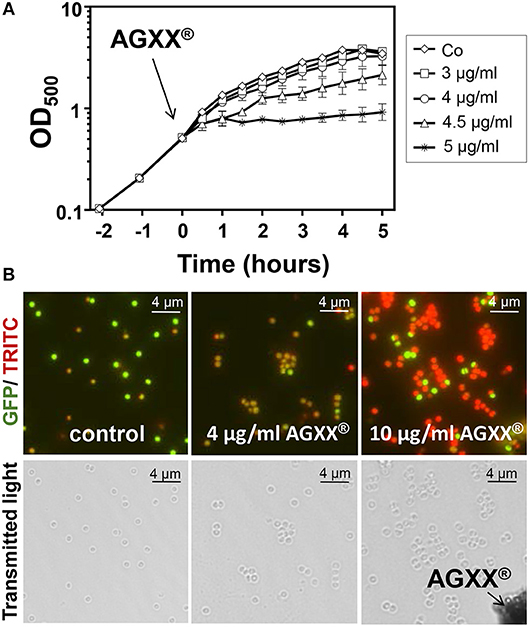 A
AGXX®
OD500
10
1
0.1
-2 -1 0 1 2 3 4 5
Time (hours)
Co
3 µg/ml
4 µg/ml
4.5 µg/ml
5 µg/ml
B
GFP/ TRITC
4 µm
control
4 µm
4 µg/ml AGXX®
4 µm
10 µg/ml AGXX®
Transmitted light
4 µm
4 µm
4 µm
AGXX®